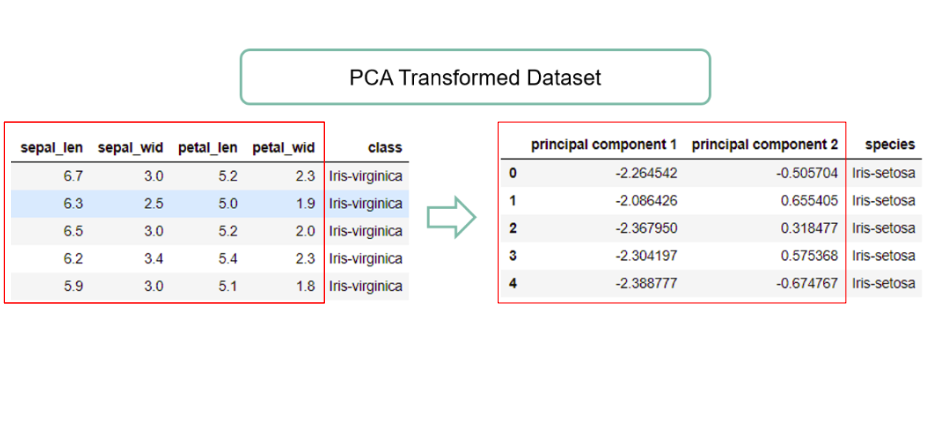 PCA Transformed Dataset
sepal_len sepal_wid petal_len petal_wid class
6.7 3.0 5.2 2.3 Iris-virginica
6.3 2.5 5.0 1.9 Iris-virginica
6.5 3.0 5.2 2.0 Iris-virginica
6.2 3.4 5.4 2.3 Iris-virginica
5.9 3.0 5.1 1.8 Iris-virginica
principal component 1 principal component 2 species
0 -2.264542 -0.505704 Iris-setosa
1 -2.086426 0.655405 Iris-setosa
2 -2.367950 0.318477 Iris-setosa
3 -2.304197 0.575368 Iris-setosa
4 -2.388777 -0.674767 Iris-setosa